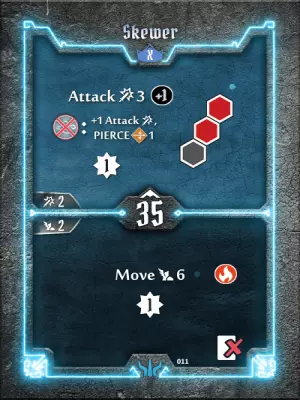 Skewer
X
Attack 3 +1
: +1 Attack ,
PIERCE 1
1
2
2
35
Move 6
1
011